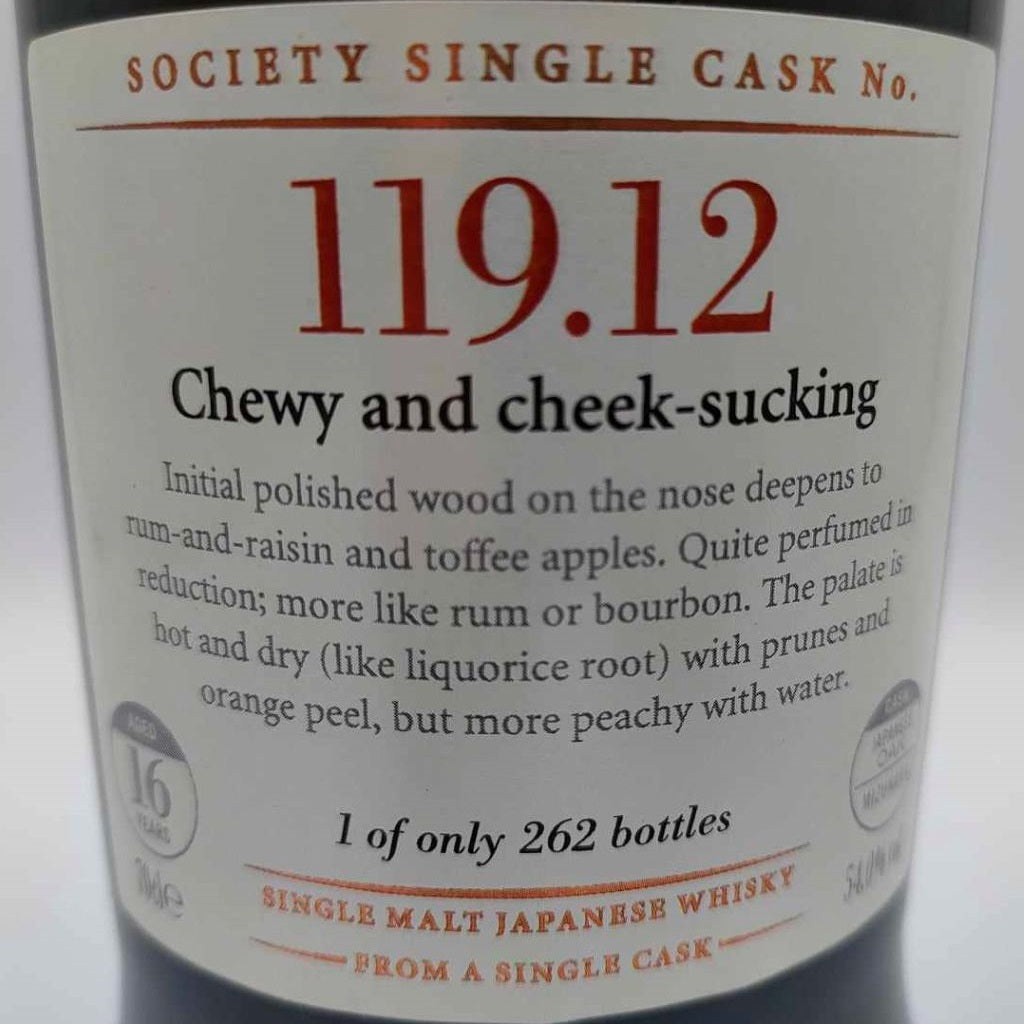 SOCIETY SINGLE CASK No.
119.12
Chewy and cheek-sucking
Initial polished wood on the nose deepens to
rum-and-raisin and toffee apples. Quite perfumed in
reduction; more like rum or bourbon. The palate is
hot and dry (like liquorice root) with prunes and
orange peel, but more peachy with water.
AGED
16
YEARS
CASK
JAPANESE
OAK
1 of only 262 bottles
SINGLE MALT JAPANESE WHISKY
FROM A SINGLE CASK